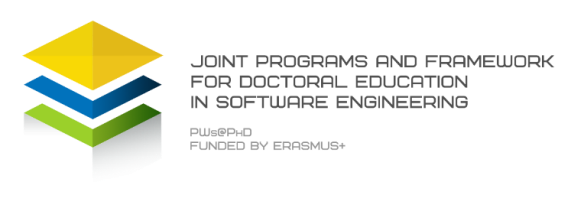 JOINT PROGRAMS AND FRAMEWORK
FOR DOCTORAL EDUCATION
IN SOFTWARE ENGINEERING
PWs@PhD
FUNDED BY ERASMUS+